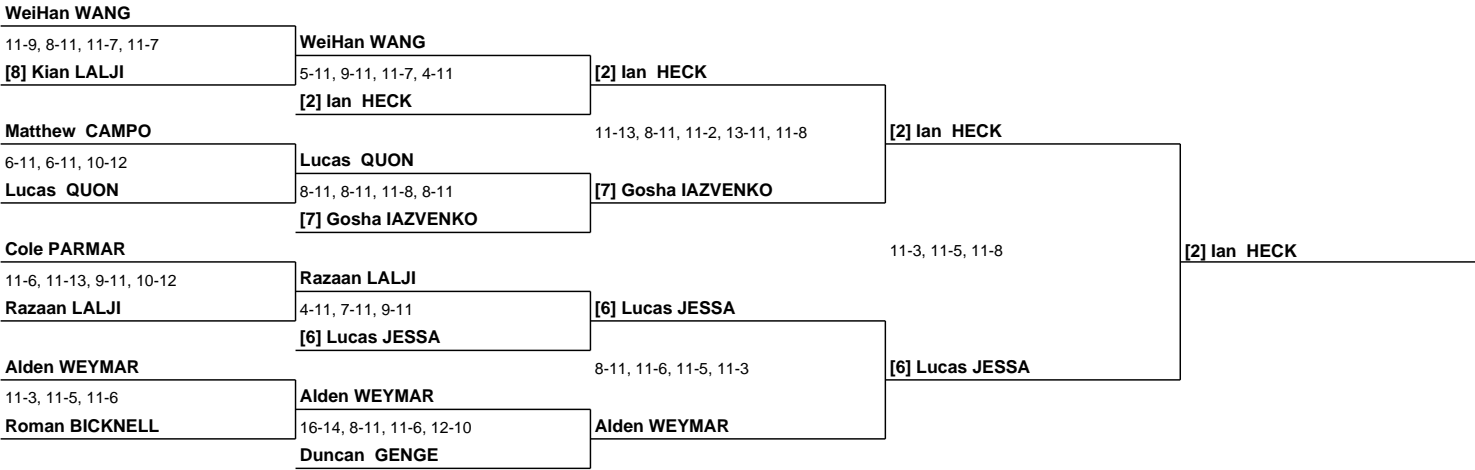 WeiHan WANG
11-9, 8-11, 11-7, 11-7
WeiHan WANG
[8] Kian LALJI
5-11, 9-11, 11-7, 4-11
[2] Ian HECK
[2] Ian HECK
Matthew CAMPO
11-13, 8-11, 11-2, 13-11, 11-8
[2] Ian HECK
6-11, 6-11, 10-12
Lucas QUON
Lucas QUON
8-11, 8-11, 11-8, 8-11
[7] Gosha IAZVENKO
[7] Gosha IAZVENKO
Cole PARMAR
11-3, 11-5, 11-8
[2] Ian HECK
11-6, 11-13, 9-11, 10-12
Razaan LALJI
Razaan LALJI
4-11, 7-11, 9-11
[6] Lucas JESSA
[6] Lucas JESSA
Alden WEYMAR
8-11, 11-6, 11-5, 11-3
[6] Lucas JESSA
11-3, 11-5, 11-6
Alden WEYMAR
Roman BICKNELL
16-14, 8-11, 11-6, 12-10
Alden WEYMAR
Duncan GENGE